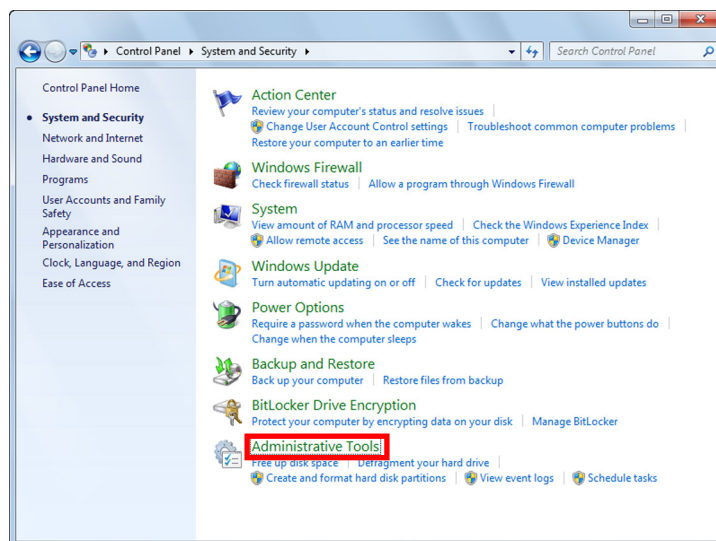 Control Panel System and Security
Search Control Panel
Control Panel Home
System and Security
Network and Internet
Hardware and Sound
Programs
User Accounts and Family
Safety
Appearance and
Personalization
Clock, Language, and Region
Ease of Access
Action Center
Review your computer's status and resolve issues
Change User Account Control settings Troubleshoot common computer problems
Restore your computer to an earlier time
Windows Firewall
Check firewall status Allow a program through Windows Firewall
System
View amount of RAM and processor speed Check the Windows Experience Index
Allow remote access See the name of this computer Device Manager
Windows Update
Turn automatic updating on or off Check for updates View installed updates
Power Options
Require a password when the computer wakes Change what the power buttons do
Change when the computer sleeps
Backup and Restore
Back up your computer Restore files from backup
BitLocker Drive Encryption
Protect your computer by encrypting data on your disk Manage BitLocker
Administrative Tools
Free up disk space Defragment your hard drive
Create and format hard disk partitions View event logs Schedule tasks